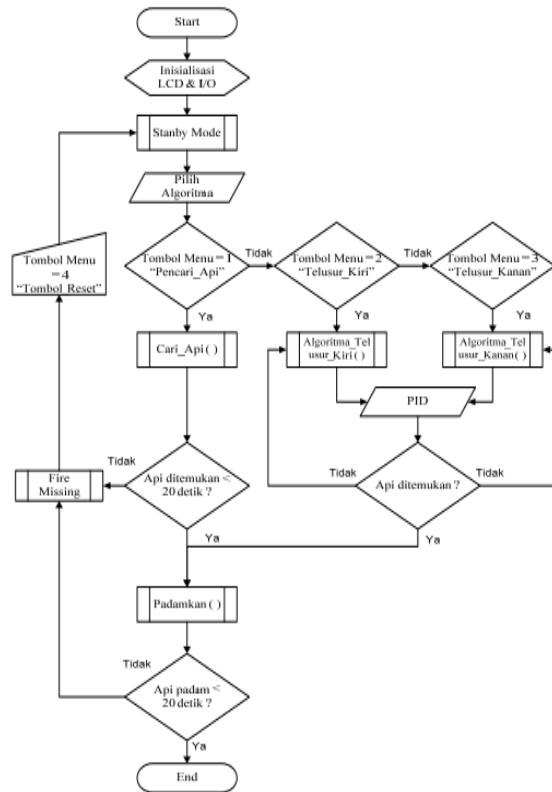 Start
Inisialisasi
LCD & I/O
Stanby Mode
Pilih
Algoritma
Tombol Menu = 1
“Pencari_Api”
Tidak
Tombol Menu = 2
“Telusur_Kiri”
Tidak
Tombol Menu = 3
“Telusur_Kanan”
Tombol Menu
= 4
“Tombol_Reset”
Ya
Ya
Ya
Cari_Api ( )
Algoritma_Tel
usur_Kiri ( )
Algoritma_Tel
usur_Kanan ( )
PID
Fire
Missing
Tidak
Api ditemukan <
20 detik ?
Tidak
Api ditemukan ?
Tidak
Ya
Ya
Padamkan ( )
Tidak
Api padam <
20 detik ?
Ya
End